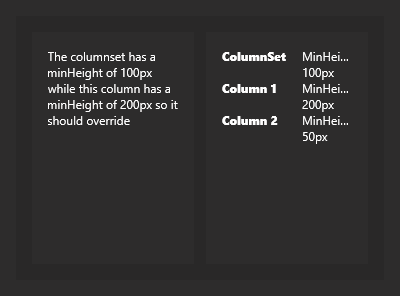 The columnset has a
minHeight of 100px
while this column has a
minHeight of 200px so it
should override
ColumnSet MinHei...
100px
Column 1 MinHei...
200px
Column 2 MinHei...
50px